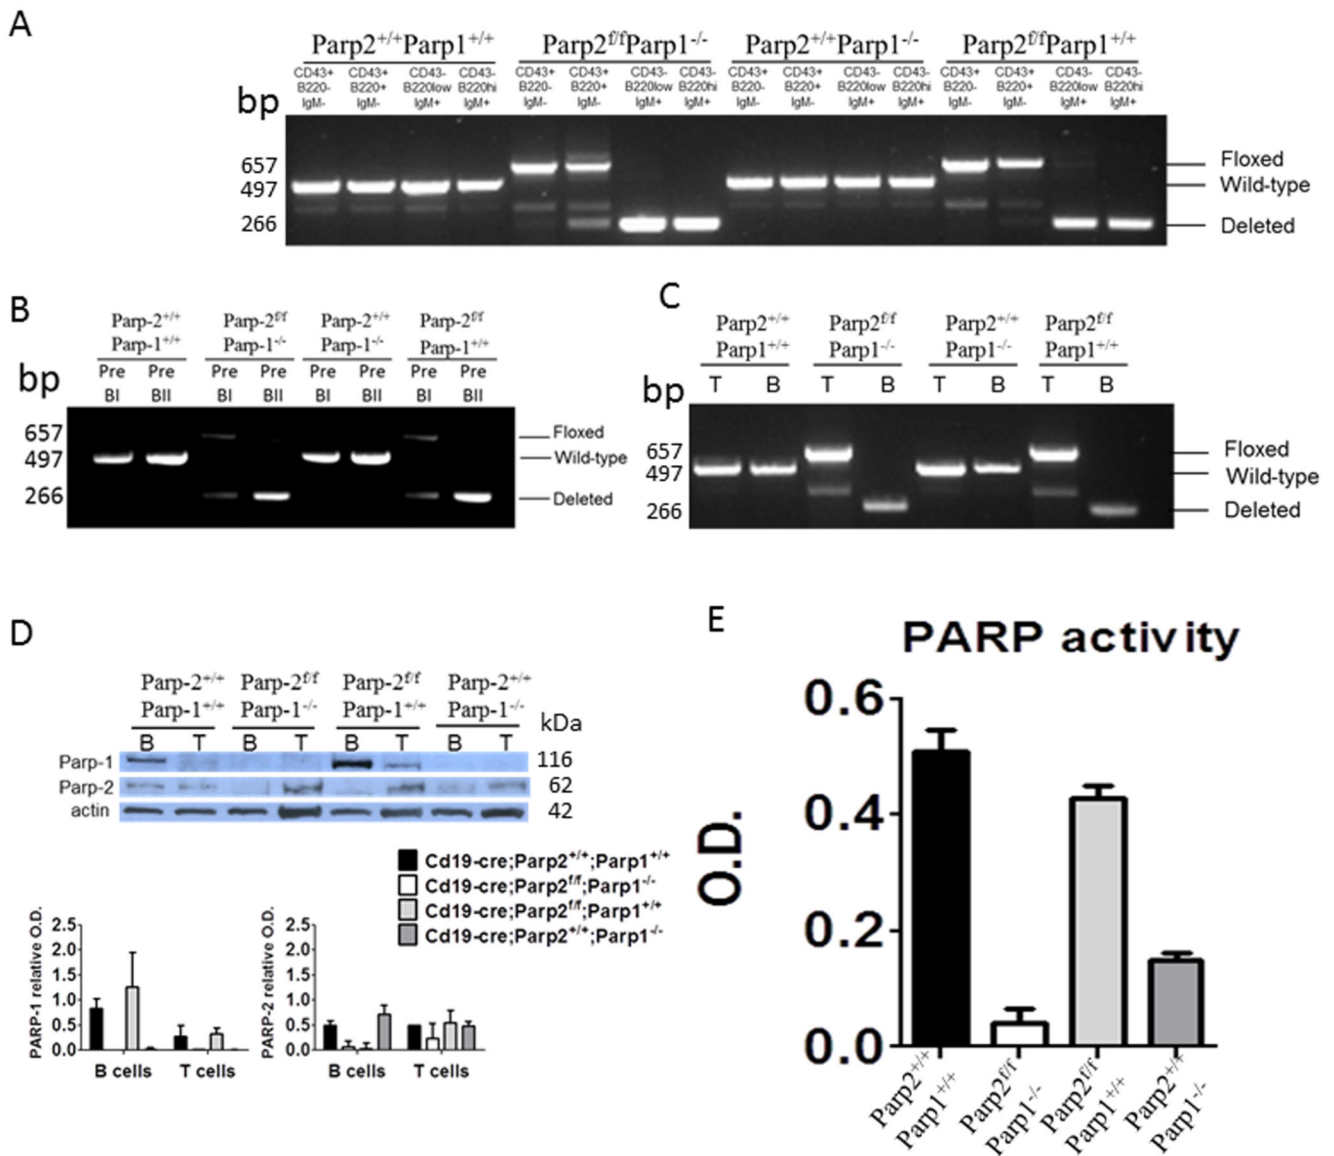 A
Parp2+/+Parp1+/+ Parp2f/fParp1-/- Parp2+/+Parp1-/- Parp2f/fParp1+/+
CD43+ CD43+ CD43- CD43- CD43+ CD43+ CD43- CD43- CD43+ CD43+ CD43- CD43- CD43+ CD43+ CD43- CD43-
B220- B220+ B220low B220hi B220- B220+ B220low B220hi B220- B220+ B220low B220hi B220- B220+ B220low B220hi
IgM- IgM- IgM+ IgM+ IgM- IgM- IgM+ IgM+ IgM- IgM- IgM+ IgM+ IgM- IgM- IgM+ IgM+
bp
657 Floxed
497 Wild-type
266 Deleted
B
Parp-2+/+ Parp-2f/f Parp-2+/+ Parp-2f/f
Parp-1+/+ Parp-1-/- Parp-1-/- Parp-1+/+
Pre Pre Pre Pre Pre Pre Pre Pre
BI BII BI BII BI BII BI BII
bp
657 Floxed
497 Wild-type
266 Deleted
C
Parp2+/+ Parp2f/f Parp2+/+ Parp2f/f
Parp1+/+ Parp1-/- Parp1-/- Parp1+/+
T B T B T B T B
bp
657 Floxed
497 Wild-type
266 Deleted
D
Parp-2+/+ Parp-2f/f Parp-2f/f Parp-2+/+
Parp-1+/+ Parp-1-/- Parp-1+/+ Parp-1-/-
kDa
B T B T B T B T
Parp-1 116
Parp-2 62
actin 42
Cd19-cre;Parp2+/+;Parp1+/+
Cd19-cre;Parp2f/f;Parp1-/-
Cd19-cre;Parp2f/f;Parp1+/+
Cd19-cre;Parp2+/+;Parp1-/-
PARP-1 relative O.D.
2.5
2.0
1.5
1.0
0.5
0.0
B cells T cells
PARP-2 relative O.D.
2.5
2.0
1.5
1.0
0.5
0.0
B cells T cells
E
PARP activity
O.D.
0.6
0.4
0.2
0.0
Parp2+/+
Parp1+/+
Parp2f/f
Parp1-/-
Parp2f/f
Parp1+/+
Parp2+/+
Parp1-/-